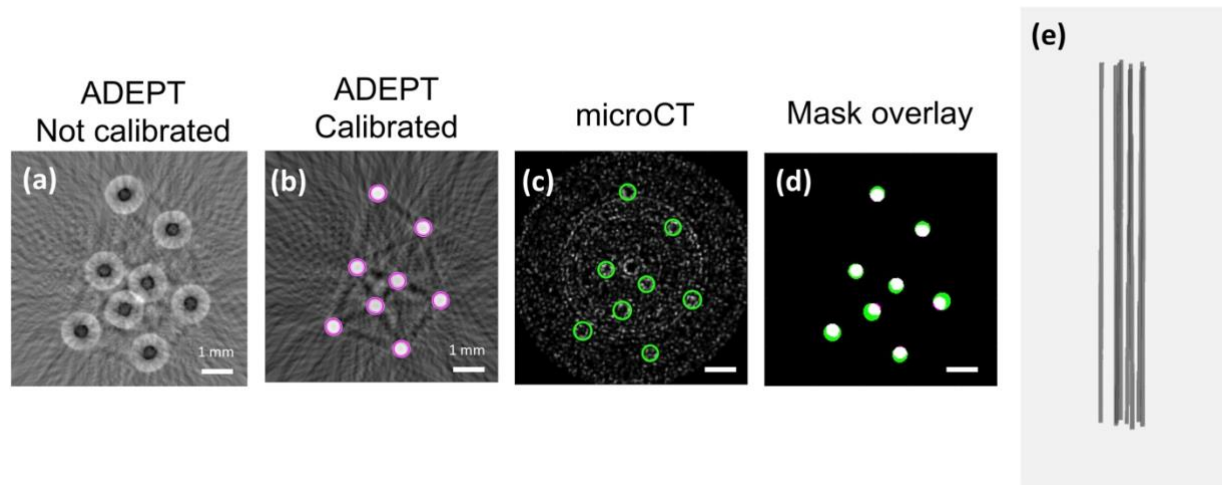 ADEPT
Not calibrated
ADEPT
Calibrated
microCT
Mask overlay
(a)
(b)
(c)
(d)
(e)
1 mm
1 mm